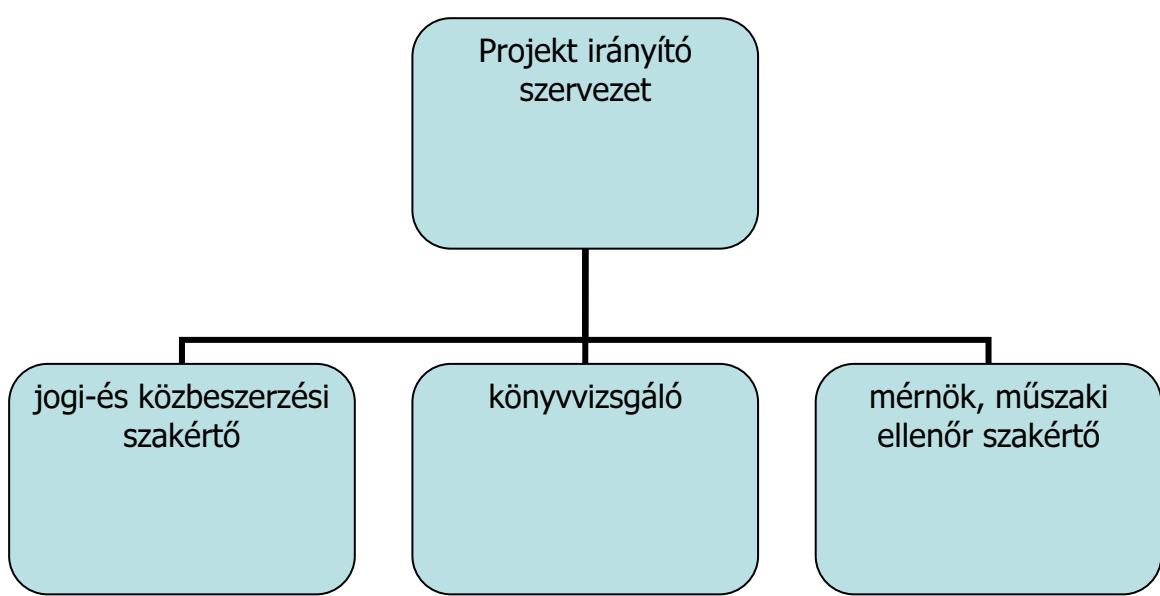 Projekt irányító
szervezet
jogi-és közbeszerzési
szakértő
könyvvizsgáló
mérnök, műszaki
ellenőr szakértő